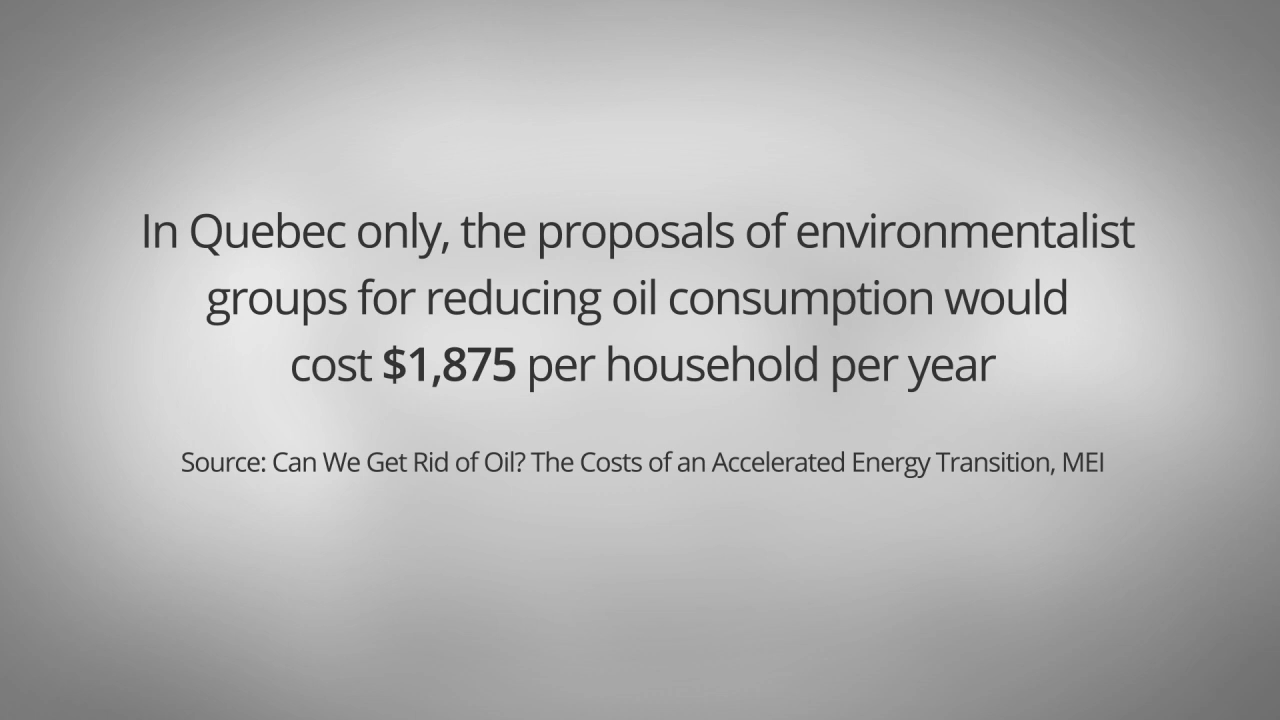 In Quebec only, the proposals of environmentalist
groups for reducing oil consumption would
cost $1,875 per household per year
Source: Can We Get Rid of Oil? The Costs of an Accelerated Energy Transition, MEI